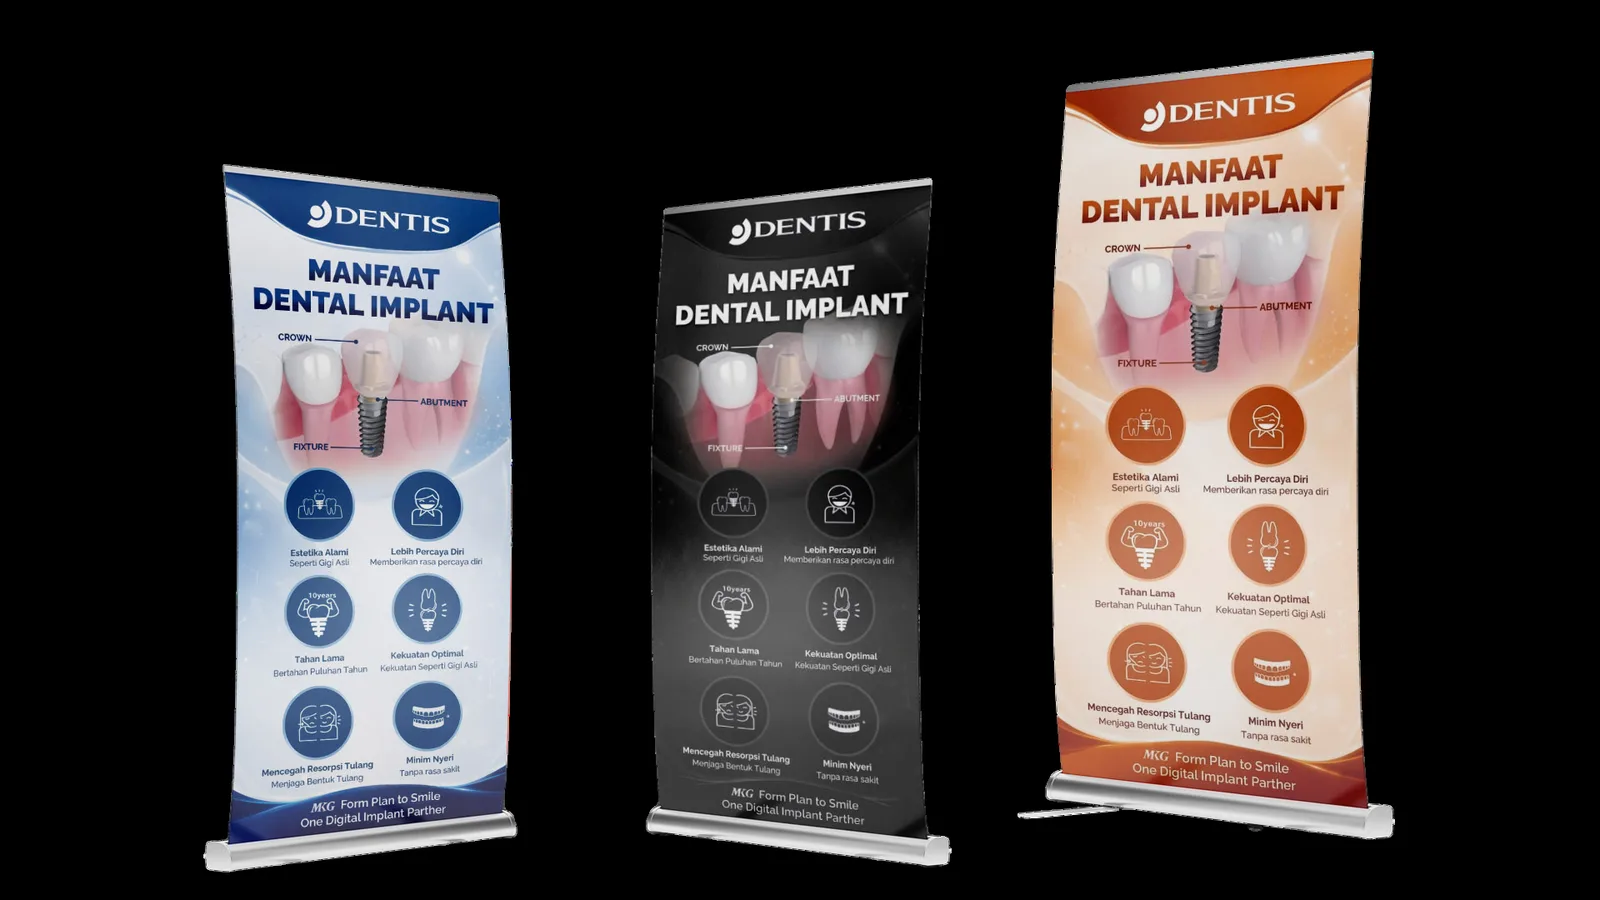 DENTIS
MANFAAT
DENTAL IMPLANT
CROWN
ABUTMENT
FIXTURE
Estetika Alami
Seperti Gigi Asli
Lebih Percaya Diri
Memberikan rasa percaya diri
10years
Tahan Lama
Bertahan Puluhan Tahun
Kekuatan Optimal
Kekuatan Seperti Gigi Asli
Mencegah Resorpsi Tulang
Menjaga Bentuk Tulang
Minim Nyeri
Tanpa rasa sakit
MKG Form Plan to Smile
One Digital Implant Parther
DENTIS
MANFAAT
DENTAL IMPLANT
CROWN
ABUTMENT
FIXTURE
Estetika Alami
Seperti Gigi Asli
Lebih Percaya Diri
Memberikan rasa percaya diri
10years
Tahan Lama
Bertahan Puluhan Tahun
Kekuatan Optimal
Kekuatan Seperti Gigi Asli
Mencegah Resorpsi Tulang
Menjaga Bentuk Tulang
Minim Nyeri
Tanpa rasa sakit
MKG Form Plan to Smile
One Digital Implant Parther
DENTIS
MANFAAT
DENTAL IMPLANT
CROWN
ABUTMENT
FIXTURE
Estetika Alami
Seperti Gigi Asli
Lebih Percaya Diri
Memberikan rasa percaya diri
10years
Tahan Lama
Bertahan Puluhan Tahun
Kekuatan Optimal
Kekuatan Seperti Gigi Asli
Mencegah Resorpsi Tulang
Menjaga Bentuk Tulang
Minim Nyeri
Tanpa rasa sakit
MKG Form Plan to Smile
One Digital Implant Parther